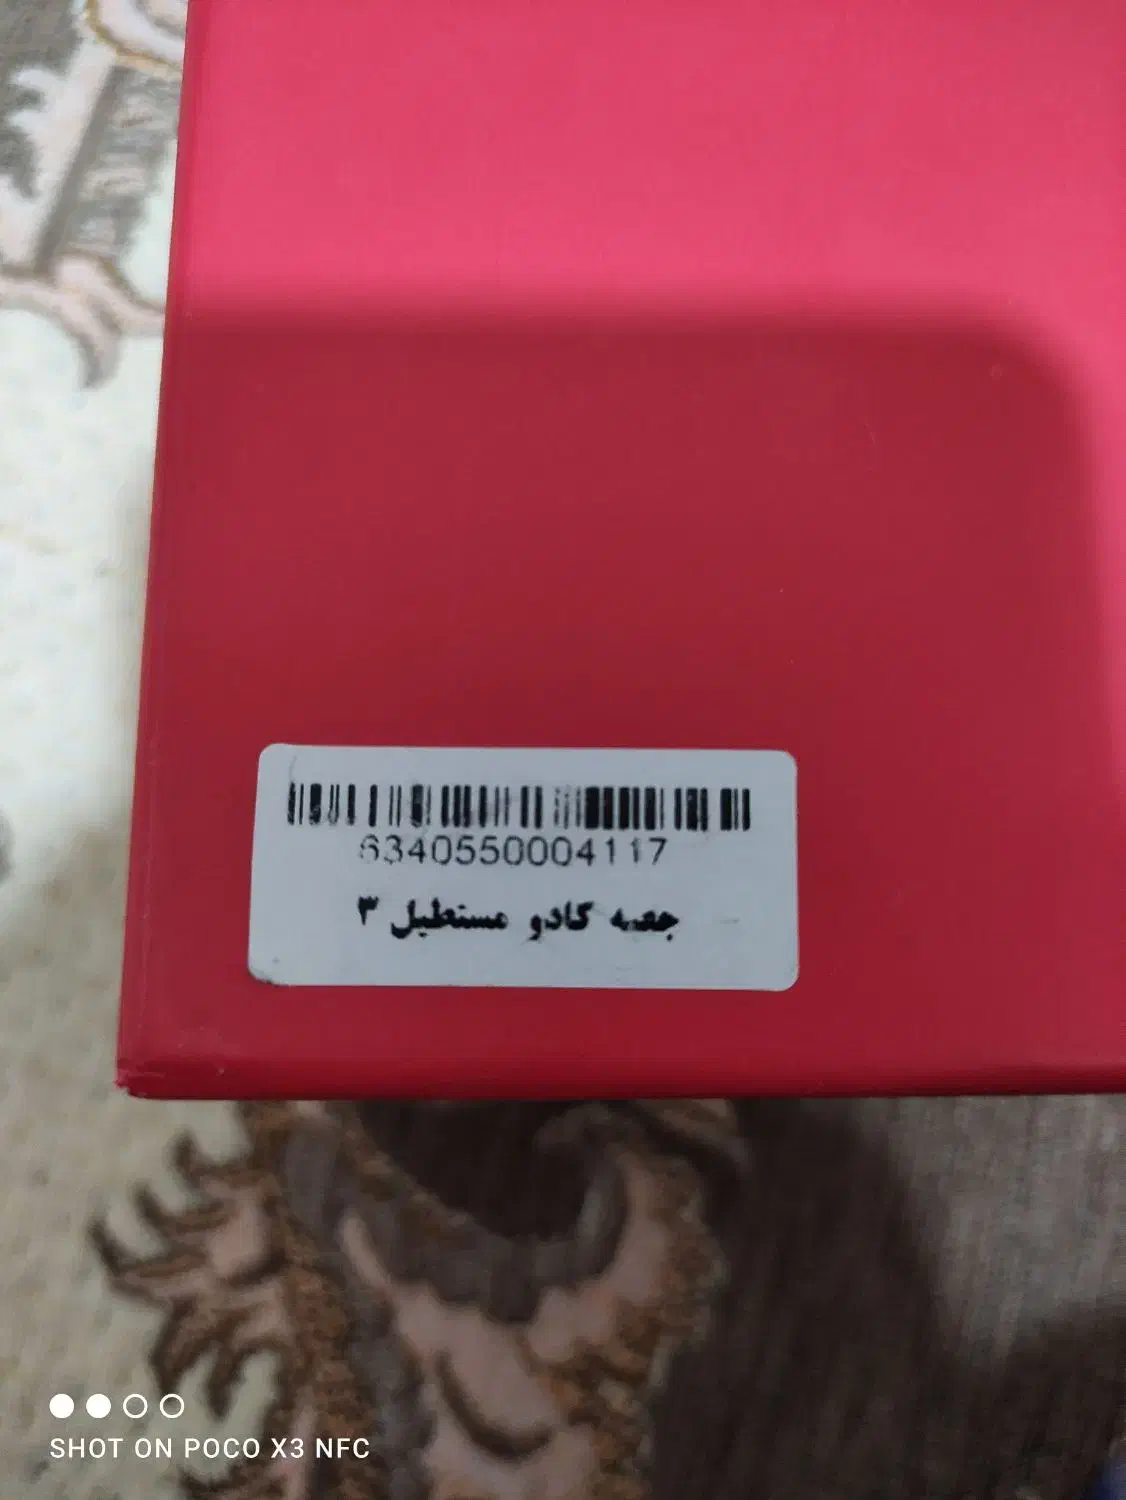 6340550004117
جعبه کادو مستطیل ۳
SHOT ON POCO X3 NFC